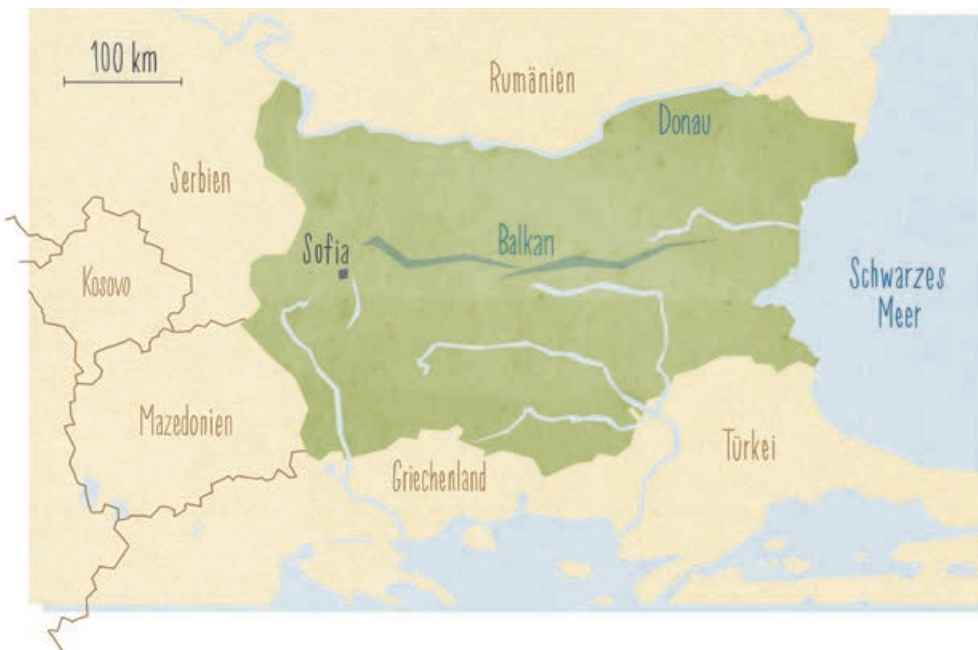 100 km
Rumänien
Donau
Serbien
Sofia
Balkan
Kosovo
Schwarzes
Meer
Mazedonien
Türkei
Griechenland